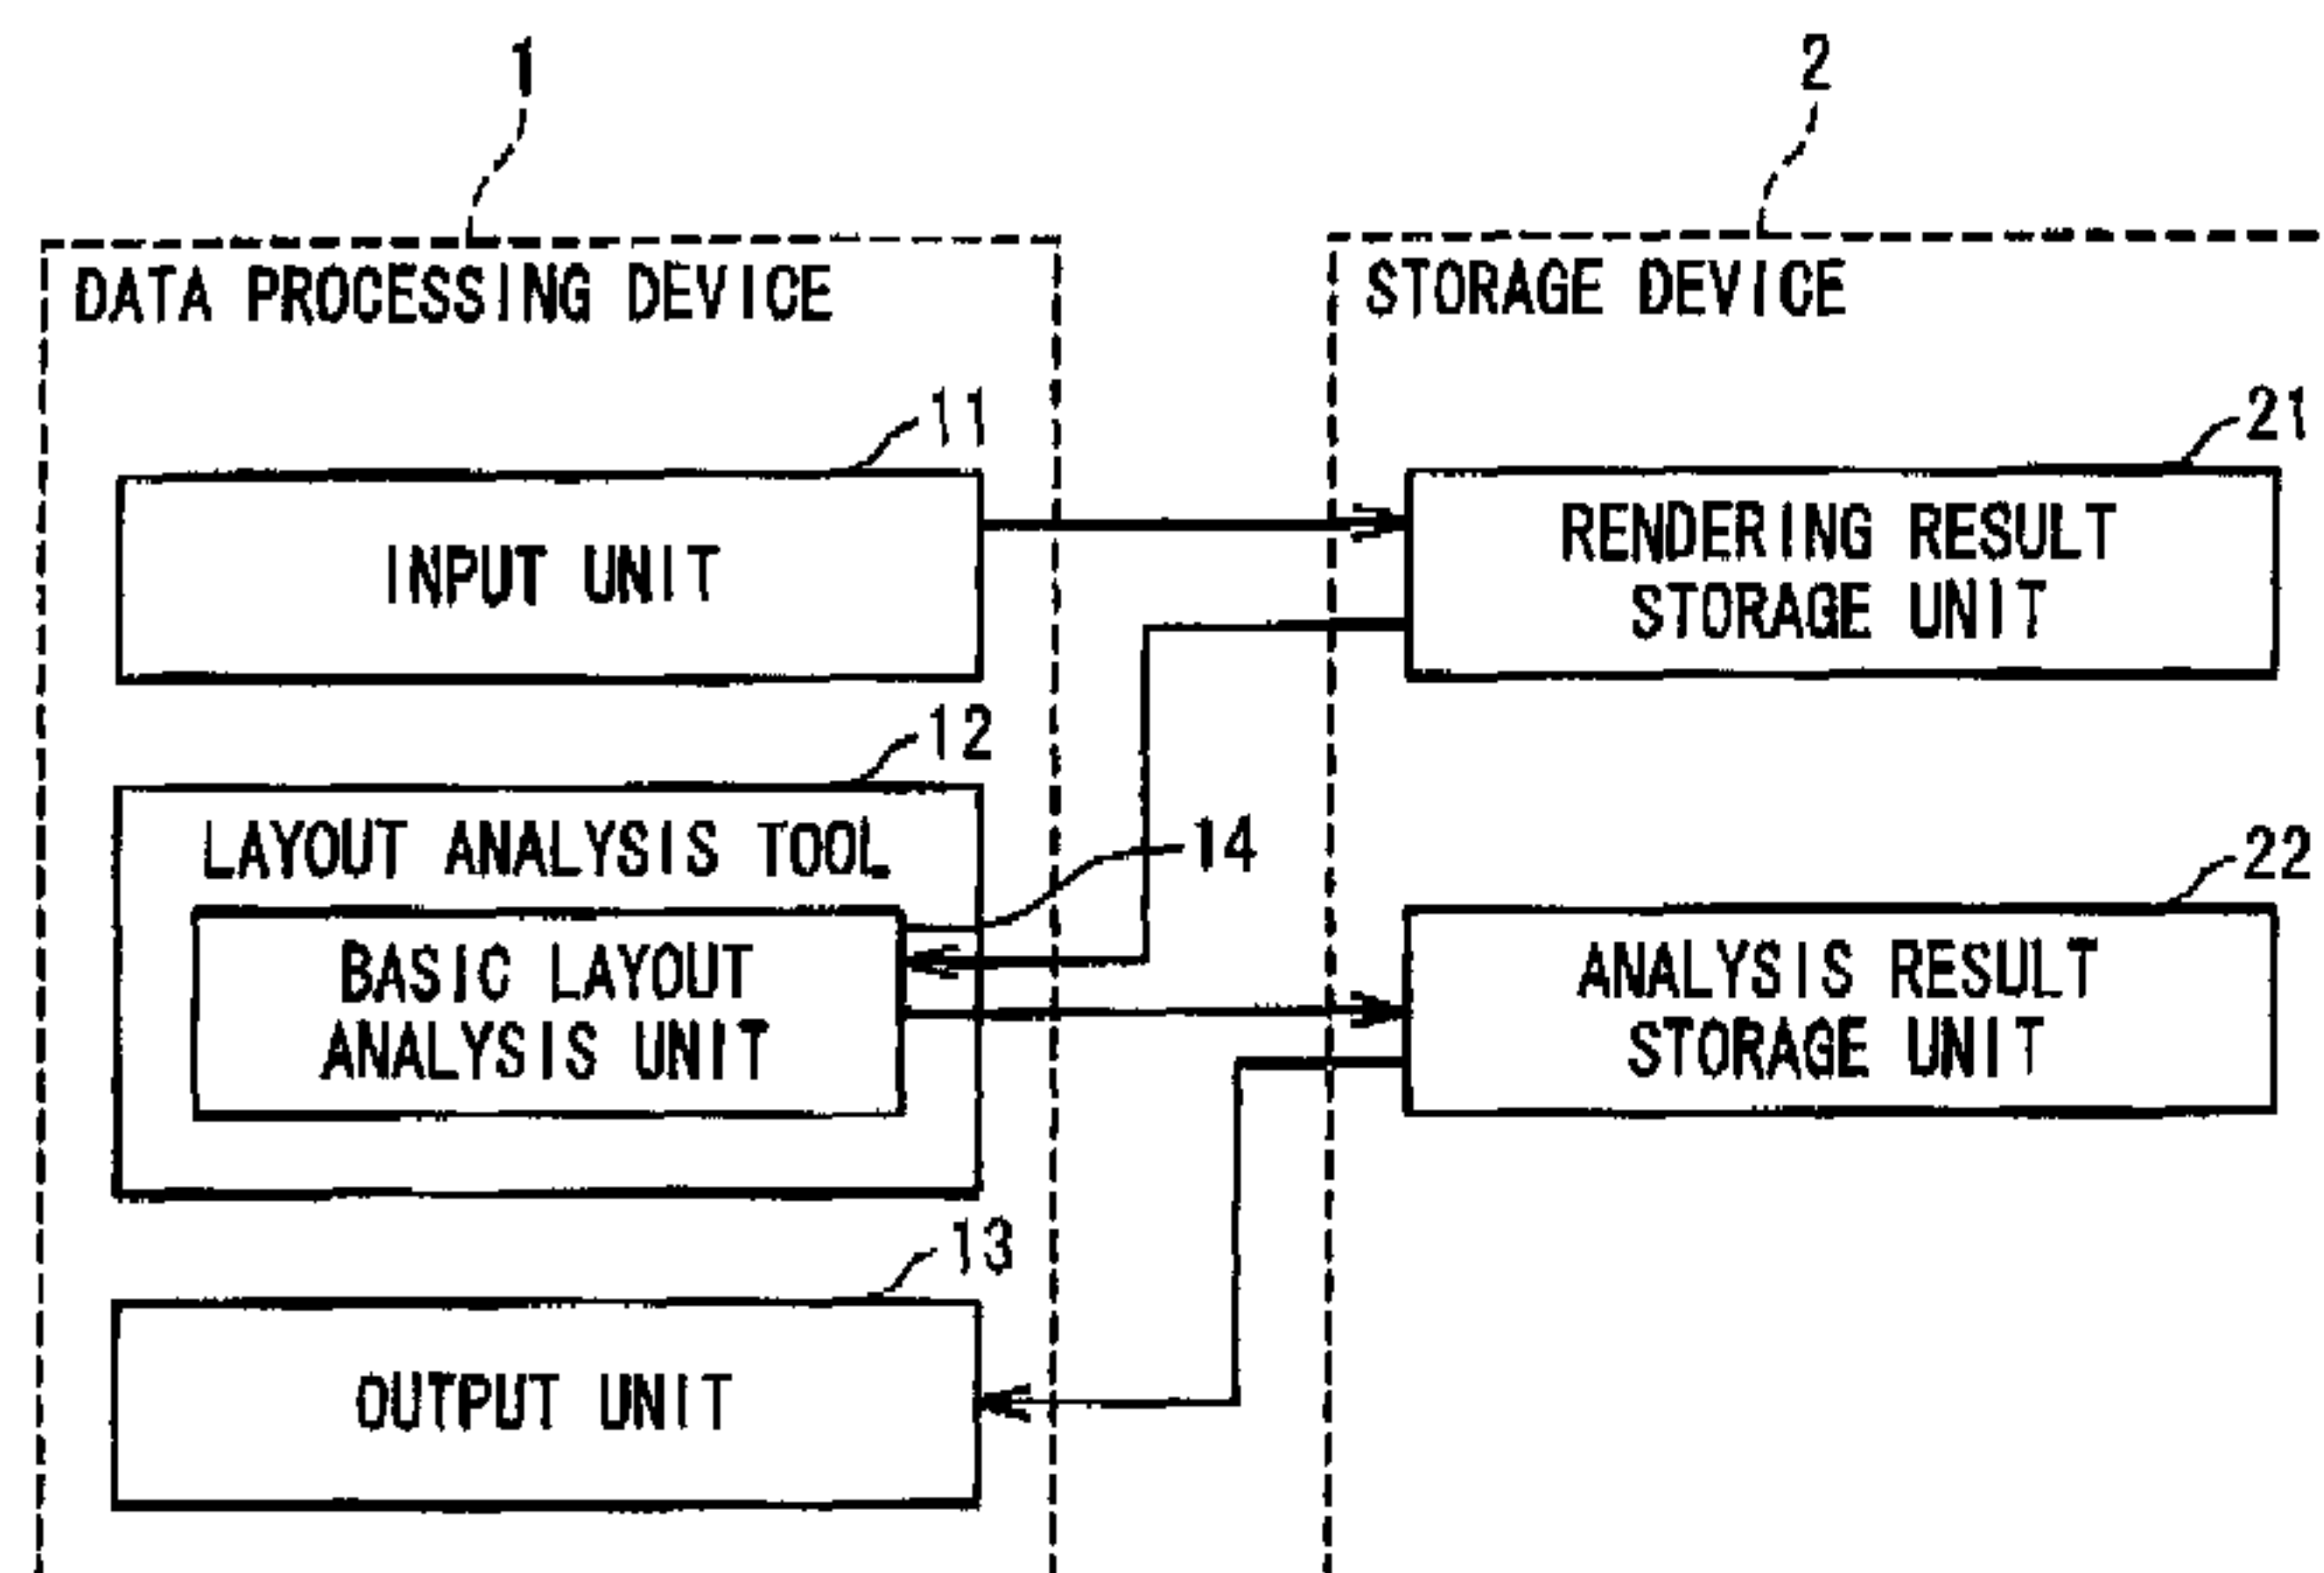 1
2
DATA PROCESSING DEVICE
STORAGE DEVICE
11
21
INPUT UNIT
RENDERING RESULT
STORAGE UNIT
12
LAYOUT ANALYSIS TOOL
14
22
BASIC LAYOUT
ANALYSIS UNIT
ANALYSIS RESULT
STORAGE UNIT
13
OUTPUT UNIT